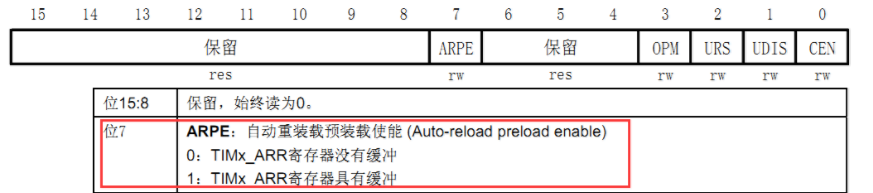 15 14 13 12 11 10 9 8 7 6 5 4 3 2 1 0
保留 ARPE 保留 OPM URS UDIS CEN
res rw res rw rw rw rw
位15:8 保留，始终读为0。
位7 ARPE：自动重装载预装载使能 (Auto-reload preload enable)
0：TIMx_ARR寄存器没有缓冲
1：TIMx_ARR寄存器具有缓冲